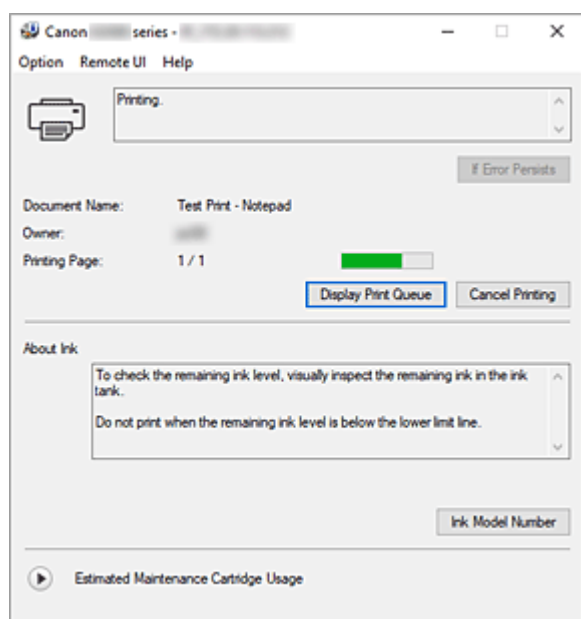 Canon series -
Option Remote UI Help
Printing.
If Error Persists
Document Name: Test Print - Notepad
Owner:
Printing Page: 1 / 1
Display Print Queue Cancel Printing
About Ink
To check the remaining ink level, visually inspect the remaining ink in the ink
tank.
Do not print when the remaining ink level is below the lower limit line.
Ink Model Number
Estimated Maintenance Cartridge Usage